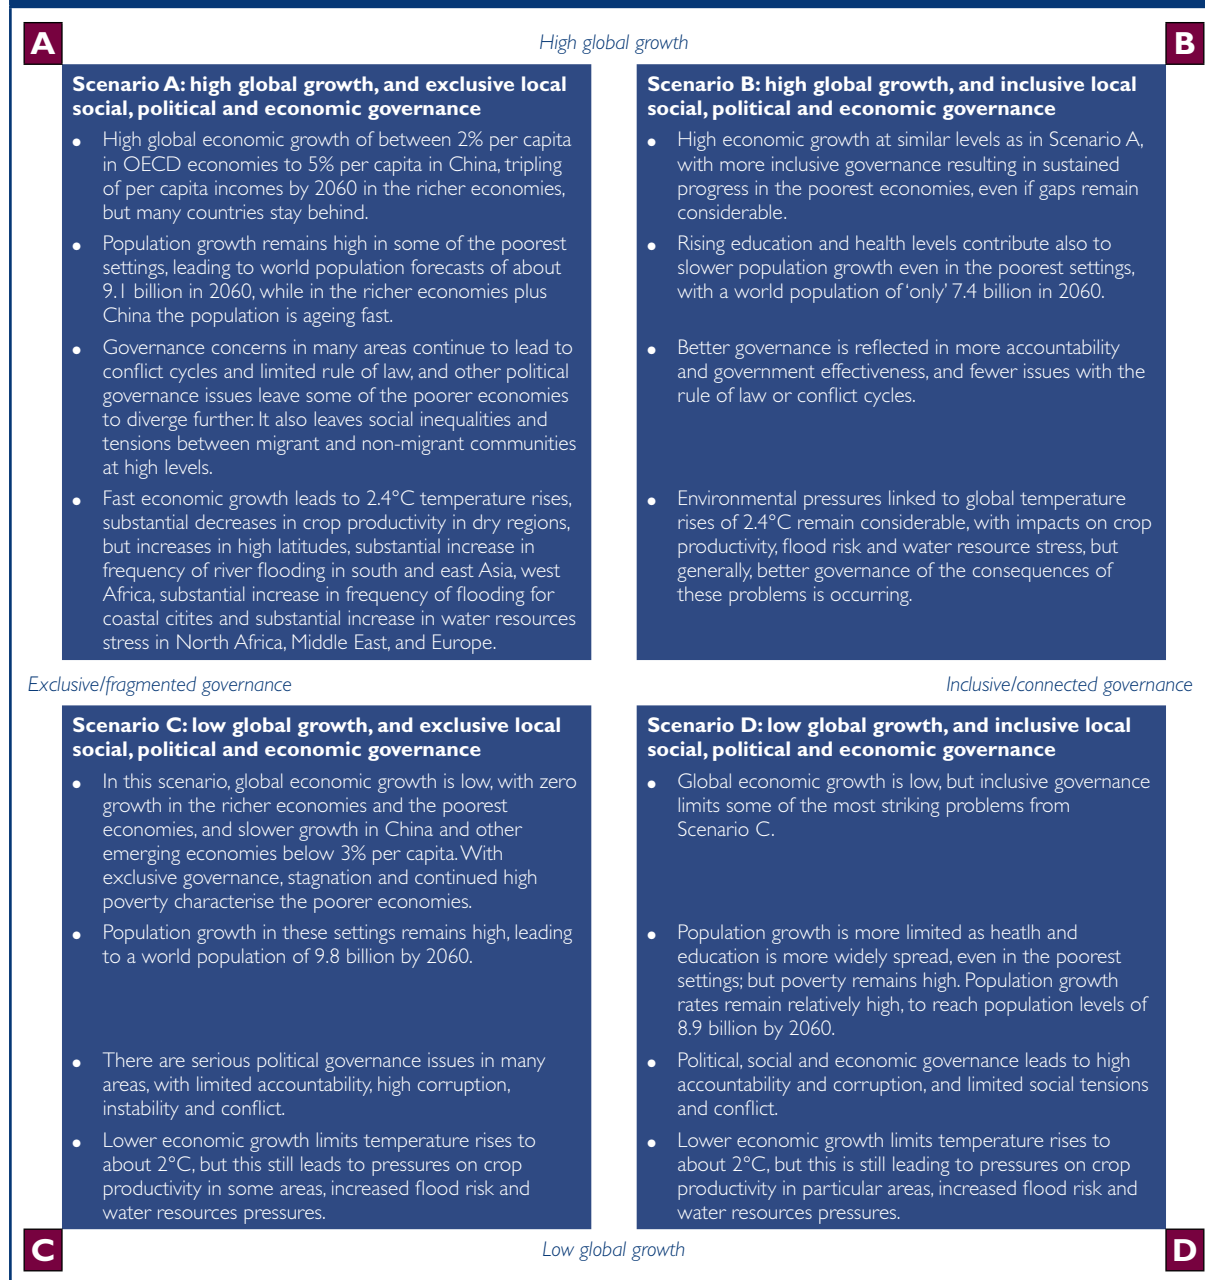 A
High global growth
B
Scenario A: high global growth, and exclusive local
social, political and economic governance
• High global economic growth of between 2% per capita
in OECD economies to 5% per capita in China, tripling
of per capita incomes by 2060 in the richer economies,
but many countries stay behind.
• Population growth remains high in some of the poorest
settings, leading to world population forecasts of about
9.1 billion in 2060, while in the richer economies plus
China the population is ageing fast.
• Governance concerns in many areas continue to lead to
conflict cycles and limited rule of law, and other political
governance issues leave some of the poorer economies
to diverge further. It also leaves social inequalities and
tensions between migrant and non-migrant communities
at high levels.
• Fast economic growth leads to 2.4°C temperature rises,
substantial decreases in crop productivity in dry regions,
but increases in high latitudes, substantial increase in
frequency of river flooding in south and east Asia, west
Africa, substantial increase in frequency of flooding for
coastal citites and substantial increase in water resources
stress in North Africa, Middle East, and Europe.
Scenario B: high global growth, and inclusive local
social, political and economic governance
• High economic growth at similar levels as in Scenario A,
with more inclusive governance resulting in sustained
progress in the poorest economies, even if gaps remain
considerable.
• Rising education and health levels contribute also to
slower population growth even in the poorest settings,
with a world population of ‘only’ 7.4 billion in 2060.
• Better governance is reflected in more accountability
and government effectiveness, and fewer issues with the
rule of law or conflict cycles.
• Environmental pressures linked to global temperature
rises of 2.4°C remain considerable, with impacts on crop
productivity, flood risk and water resource stress, but
generally, better governance of the consequences of
these problems is occurring.
Exclusive/fragmented governance
Inclusive/connected governance
Scenario C: low global growth, and exclusive local
social, political and economic governance
• In this scenario, global economic growth is low, with zero
growth in the richer economies and the poorest
economies, and slower growth in China and other
emerging economies below 3% per capita. With
exclusive governance, stagnation and continued high
poverty characterise the poorer economies.
• Population growth in these settings remains high, leading
to a world population of 9.8 billion by 2060.
• There are serious political governance issues in many
areas, with limited accountability, high corruption,
instability and conflict.
• Lower economic growth limits temperature rises to
about 2°C, but this still leads to pressures on crop
productivity in some areas, increased flood risk and
water resources pressures.
Scenario D: low global growth, and inclusive local
social, political and economic governance
• Global economic growth is low, but inclusive governance
limits some of the most striking problems from
Scenario C.
• Population growth is more limited as heatlh and
education is more widely spread, even in the poorest
settings; but poverty remains high. Population growth
rates remain relatively high, to reach population levels of
8.9 billion by 2060.
• Political, social and economic governance leads to high
accountability and corruption, and limited social tensions
and conflict.
• Lower economic growth limits temperature rises to
about 2°C, but this is still leading to pressures on crop
productivity in particular areas, increased flood risk and
water resources pressures.
C
Low global growth
D